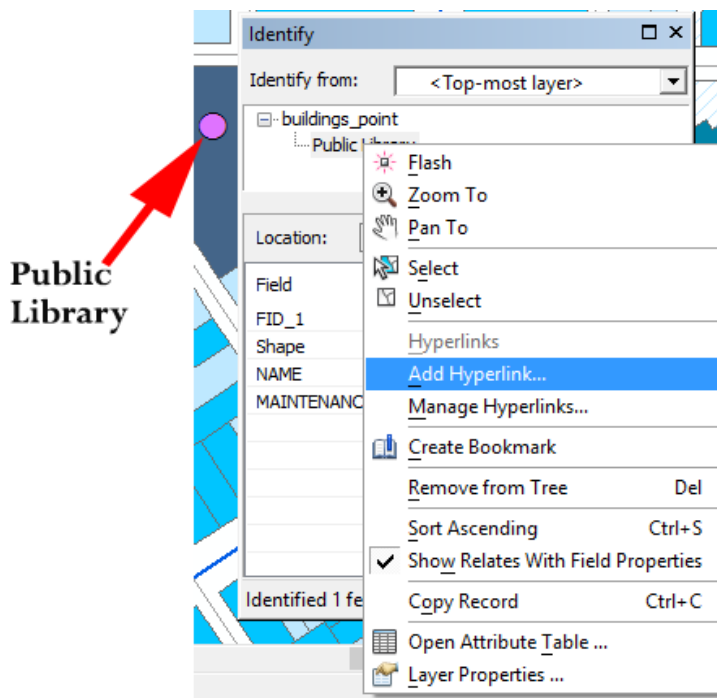 Identify
Identify from: <Top-most layer>
buildings_point
Public Library
Flash
Zoom To
Pan To
Select
Unselect
Hyperlinks
Add Hyperlink...
Manage Hyperlinks...
Create Bookmark
Remove from Tree Del
Sort Ascending Ctrl+S
Show Relates With Field Properties
Copy Record Ctrl+C
Open Attribute Table ...
Layer Properties ...
Location:
Field
FID_1
Shape
NAME
MAINTENANC
Identified 1 fe
Public
Library